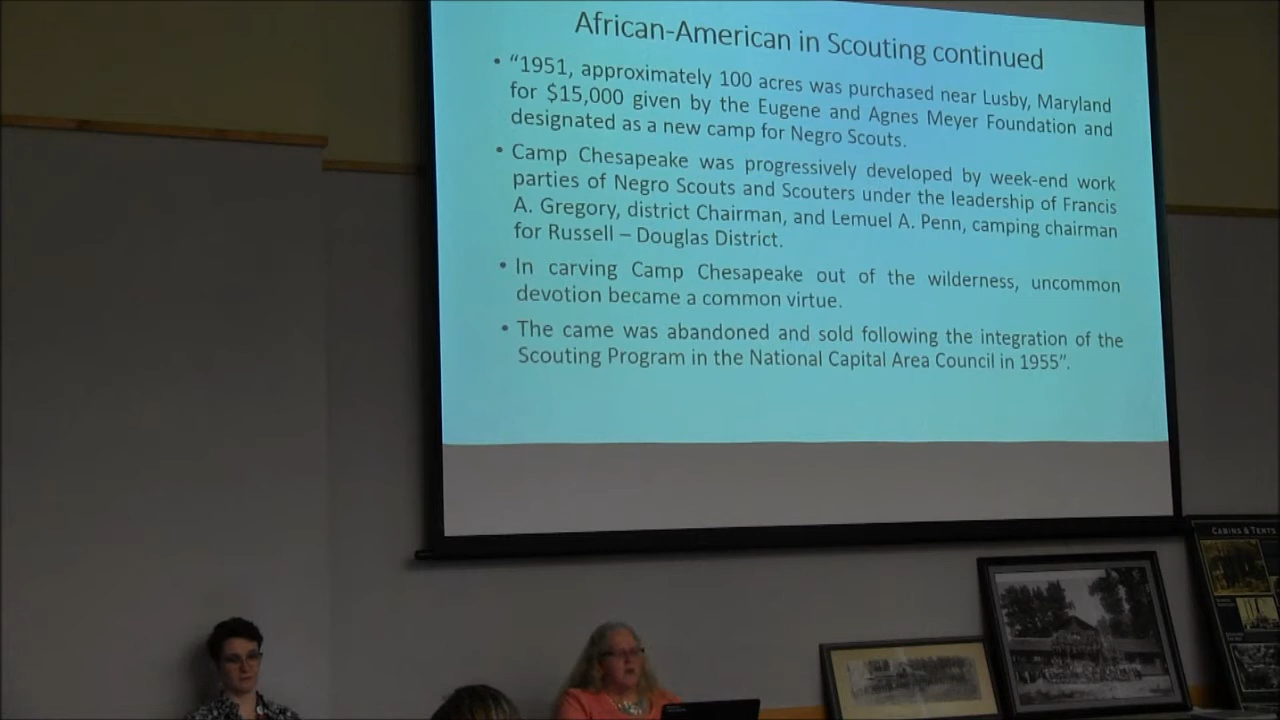 African-American in Scouting continued
• “1951, approximately 100 acres was purchased near Lusby, Maryland
for $15,000 given by the Eugene and Agnes Meyer Foundation and
designated as a new camp for Negro Scouts.
• Camp Chesapeake was progressively developed by week-end work
parties of Negro Scouts and Scouters under the leadership of Francis
A. Gregory, district Chairman, and Lemuel A. Penn, camping chairman
for Russell – Douglas District.
• In carving Camp Chesapeake out of the wilderness, uncommon
devotion became a common virtue.
• The came was abandoned and sold following the integration of the
Scouting Program in the National Capital Area Council in 1955”.
CABINS & TENTS